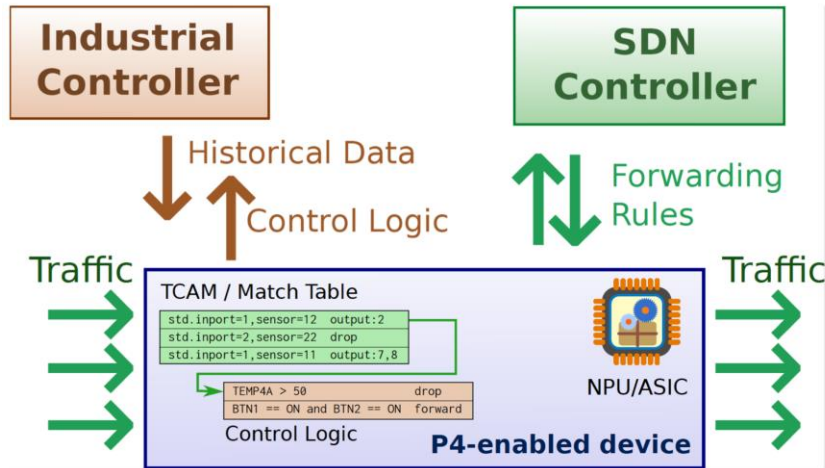 Industrial
Controller
SDN
Controller
Historical Data
Control Logic
Forwarding
Rules
Traffic
Traffic
TCAM / Match Table
std.inport=1,sensor=12 output:2
std.inport=2,sensor=22 drop
std.inport=1,sensor=11 output:7,8
TEMP4A > 50 drop
BTN1 == ON and BTN2 == ON forward
Control Logic
NPU/ASIC
P4-enabled device